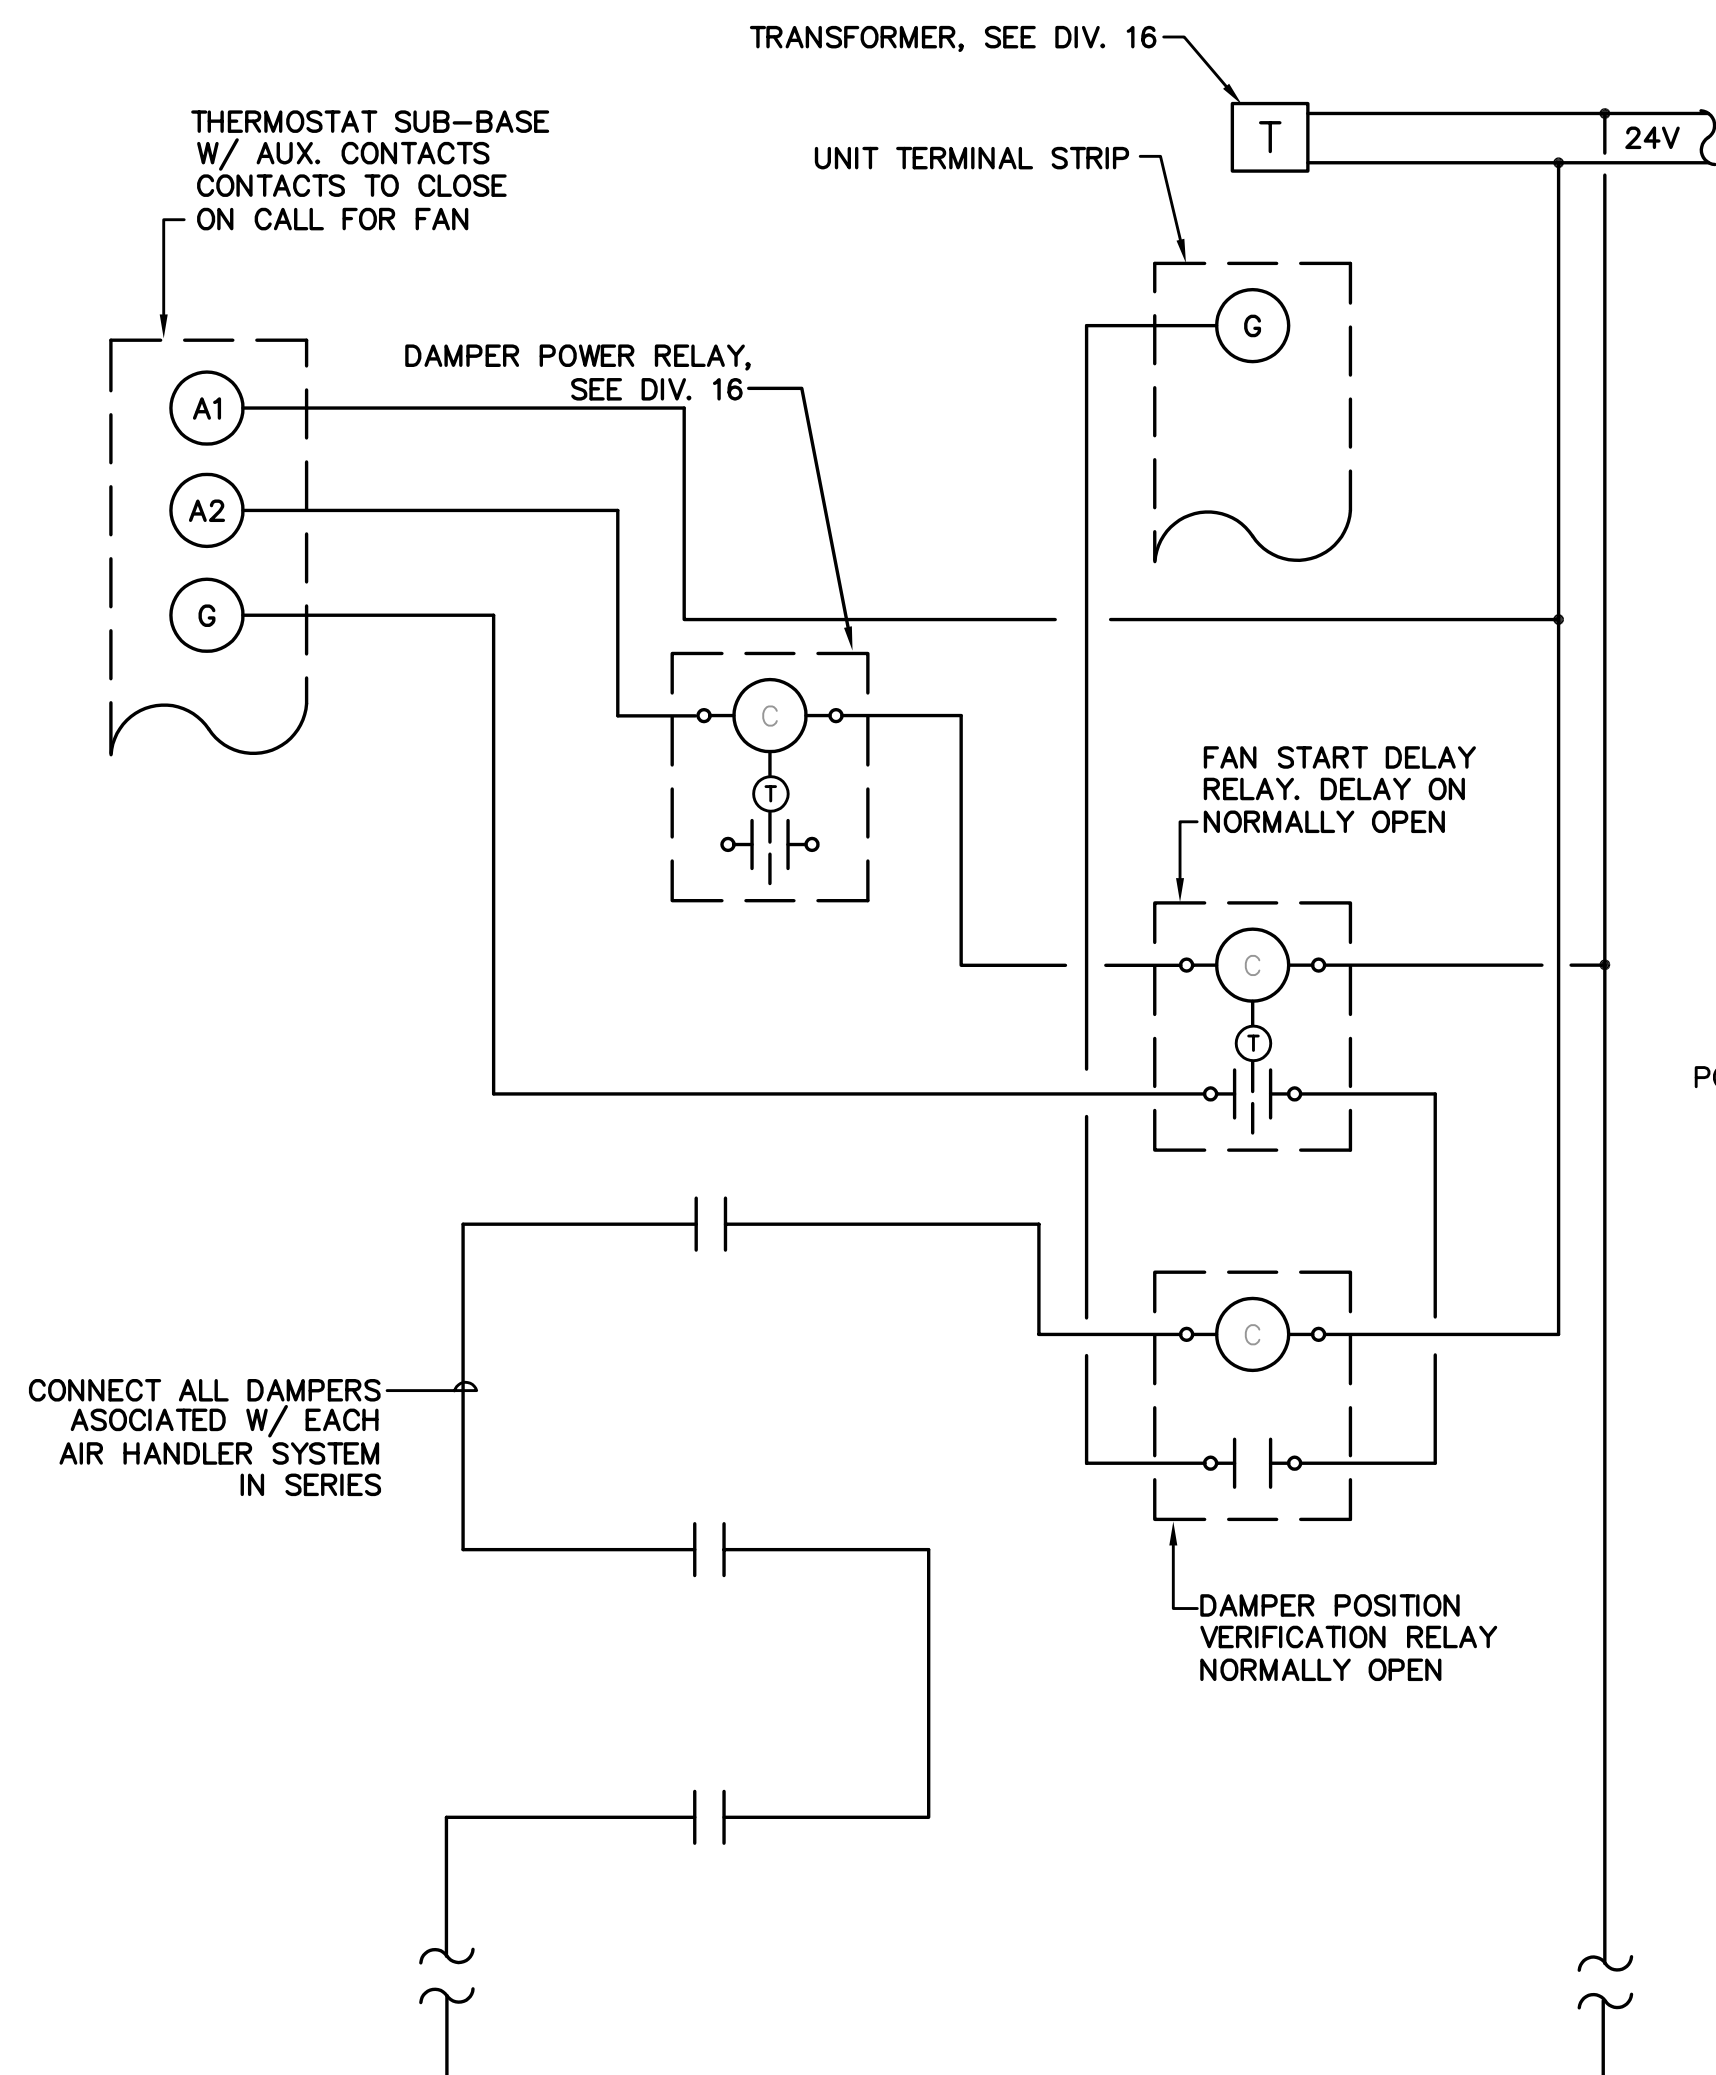 TRANSFORMER, SEE DIV. 16
T
24V
THERMOSTAT SUB-BASE
W/ AUX. CONTACTS
CONTACTS TO CLOSE
ON CALL FOR FAN
UNIT TERMINAL STRIP
G
DAMPER POWER RELAY,
SEE DIV. 16
A1
A2
G
C
T
FAN START DELAY
RELAY. DELAY ON
NORMALLY OPEN
C
T
C
CONNECT ALL DAMPERS
ASOCIATED W/ EACH
AIR HANDLER SYSTEM
IN SERIES
DAMPER POSITION
VERIFICATION RELAY
NORMALLY OPEN